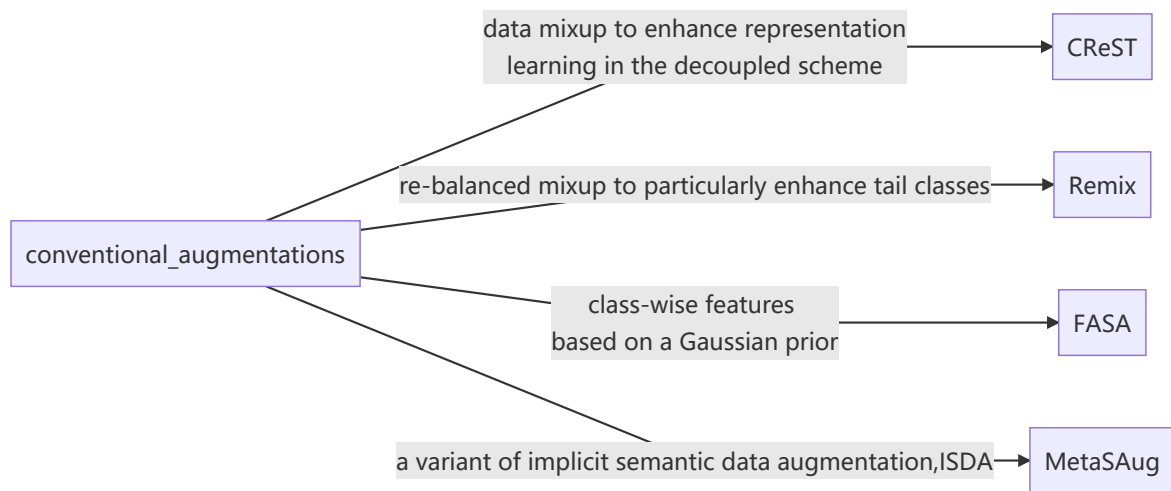 data mixup to enhance representation
learning in the decoupled scheme
CReST
re-balanced mixup to particularly enhance tail classes
Remix
conventional_augmentations
class-wise features
based on a Gaussian prior
FASA
a variant of implicit semantic data augmentation,ISDA
MetaSAug